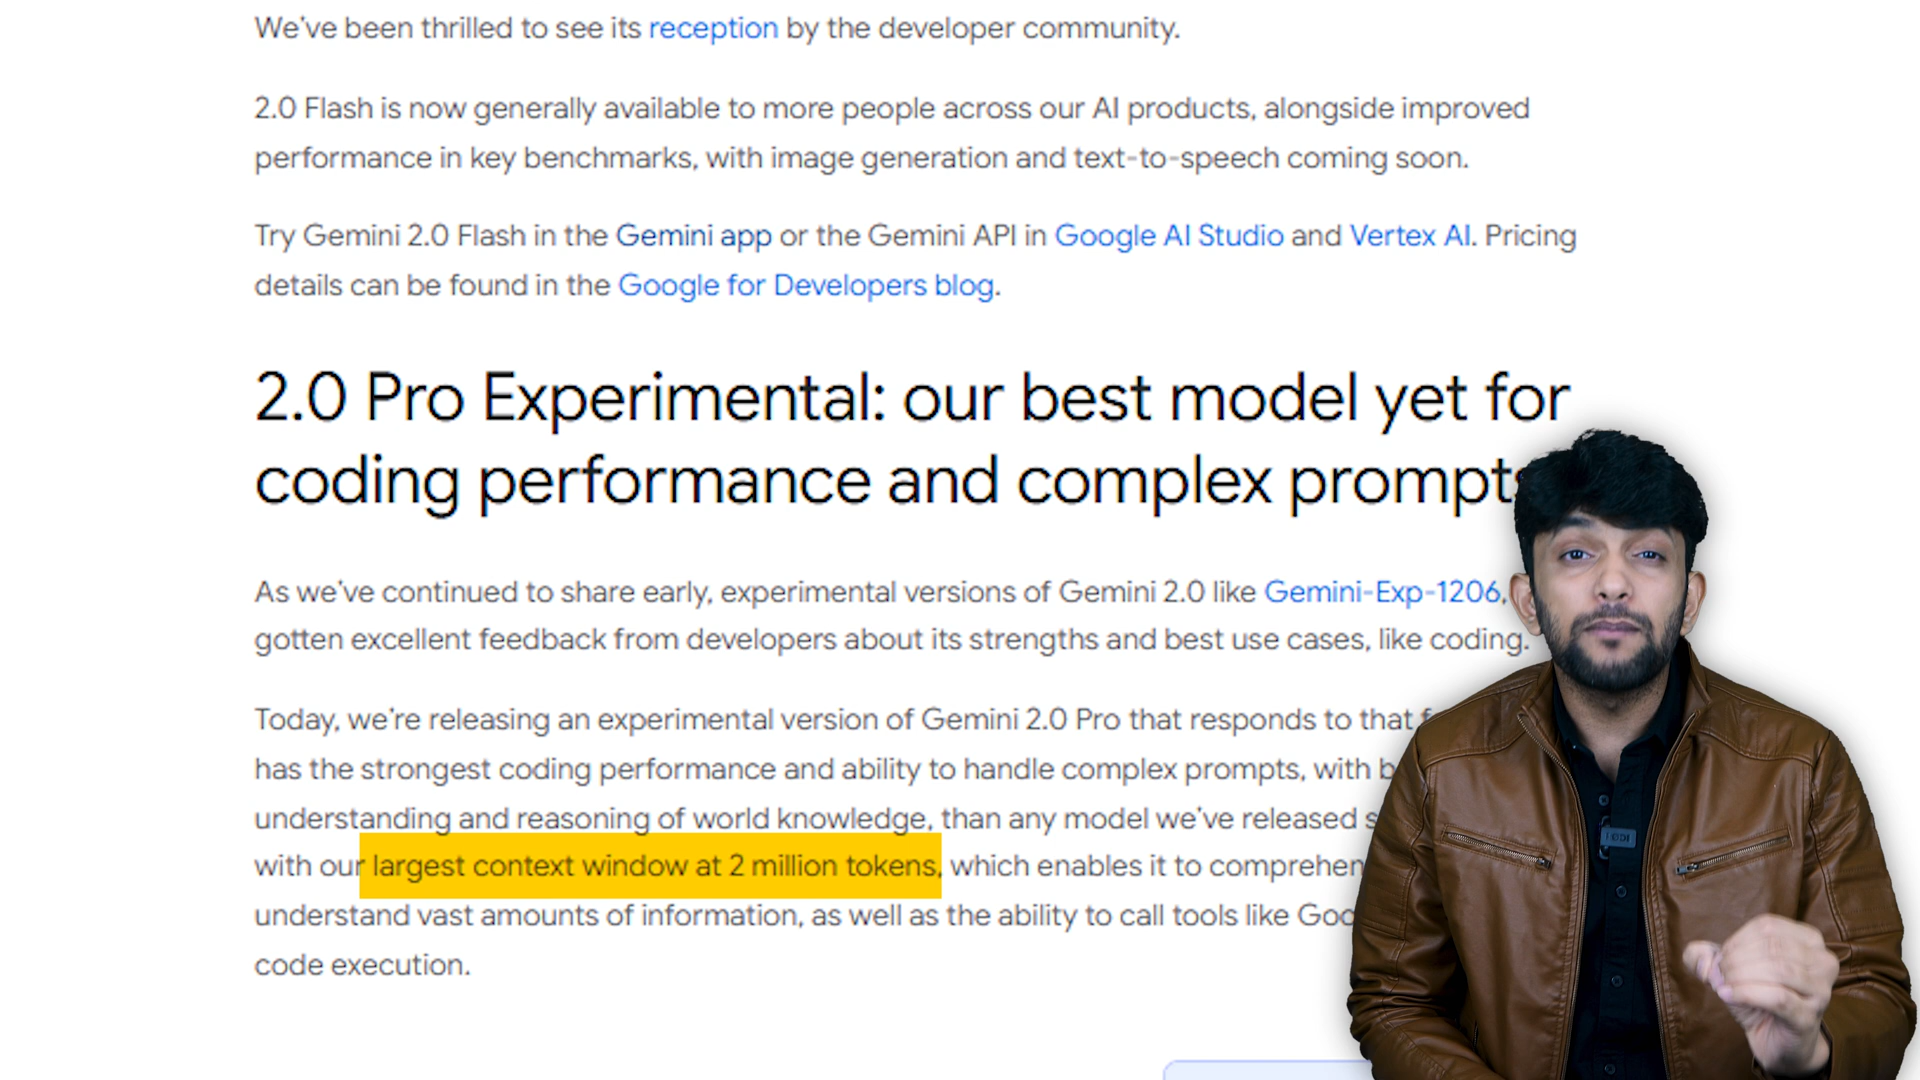 We've been thrilled to see its reception by the developer community.
2.0 Flash is now generally available to more people across our AI products, alongside improved
performance in key benchmarks, with image generation and text-to-speech coming soon.
Try Gemini 2.0 Flash in the Gemini app or the Gemini API in Google AI Studio and Vertex AI. Pricing
details can be found in the Google for Developers blog.
2.0 Pro Experimental: our best model yet for
coding performance and complex prompts
As we've continued to share early, experimental versions of Gemini 2.0 like Gemini-Exp-1206,
gotten excellent feedback from developers about its strengths and best use cases, like coding.
Today, we're releasing an experimental version of Gemini 2.0 Pro that responds to that
has the strongest coding performance and ability to handle complex prompts, with
understanding and reasoning of world knowledge, than any model we've released
with our largest context window at 2 million tokens, which enables it to
understand vast amounts of information, as well as the ability to call tools like
code execution.